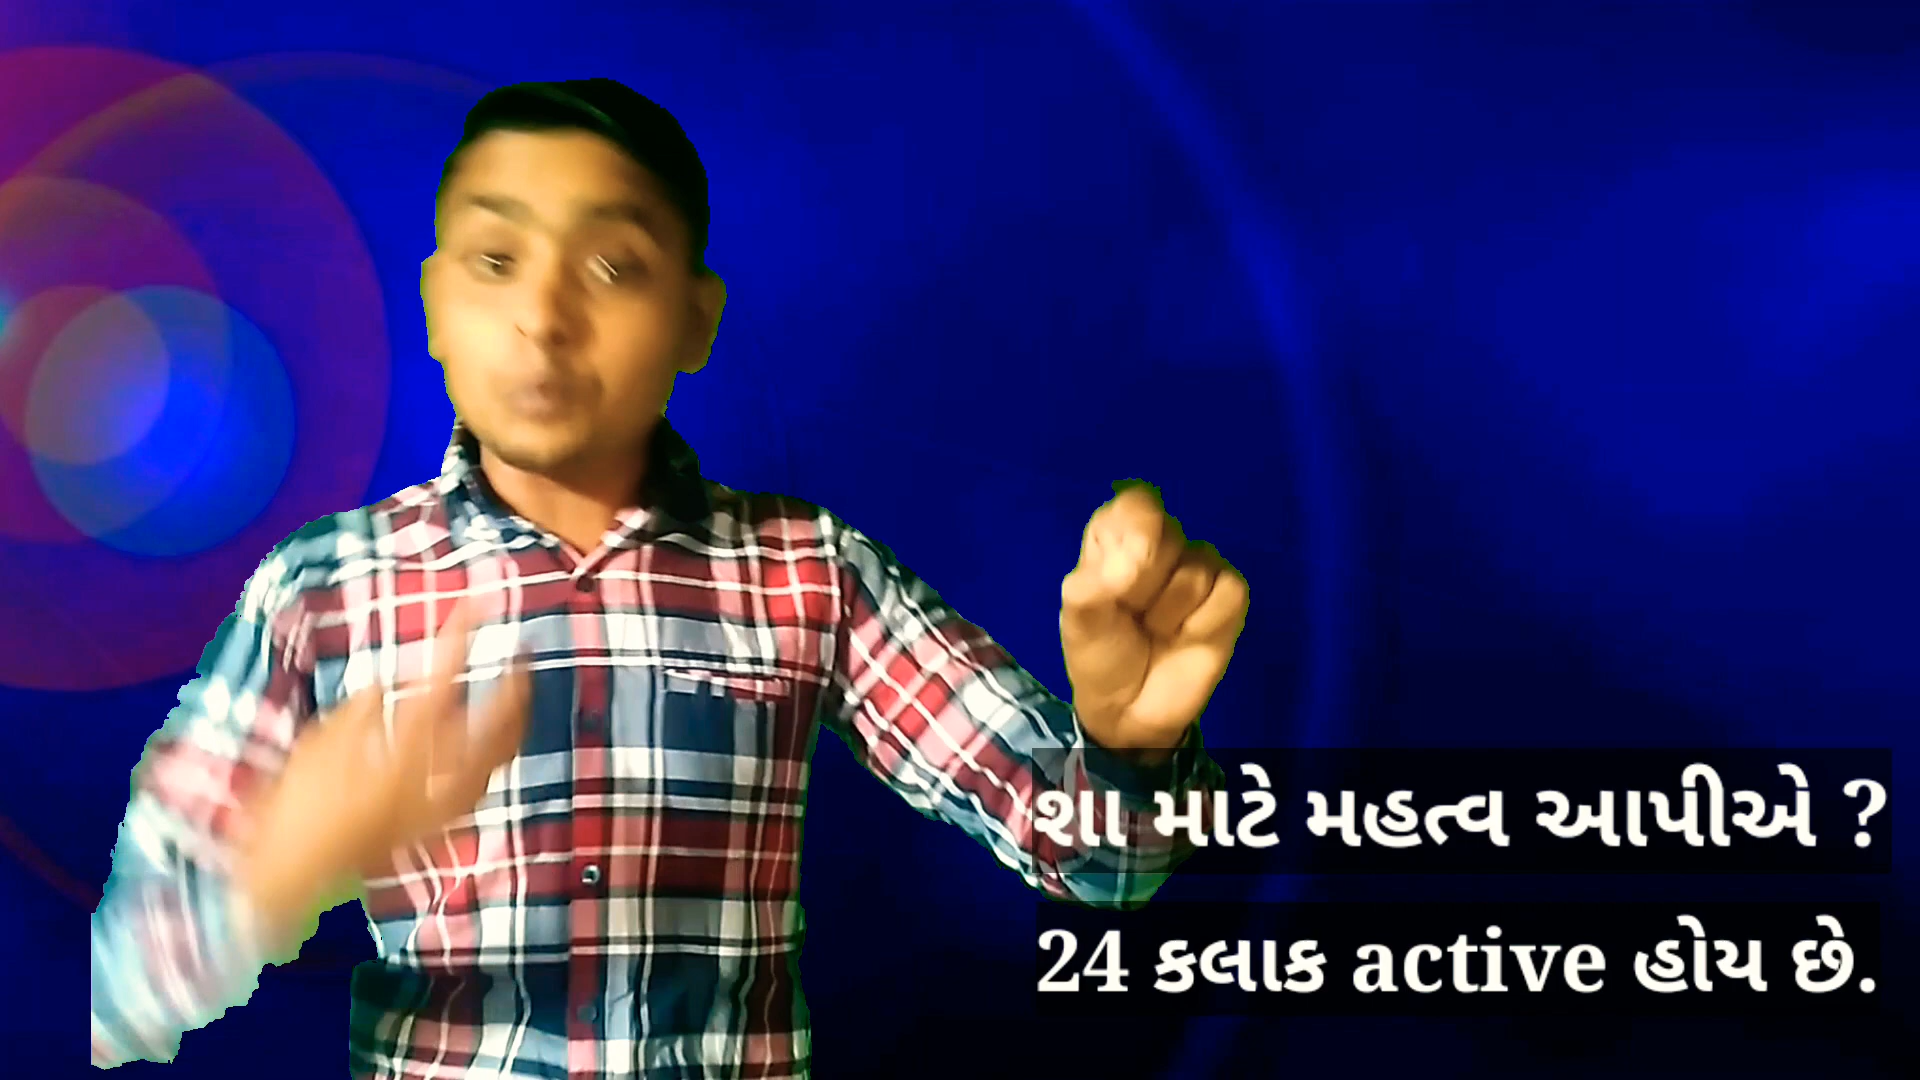 શા માટે મહત્વ આપીએ ?
24 કલાક active હોય છે.